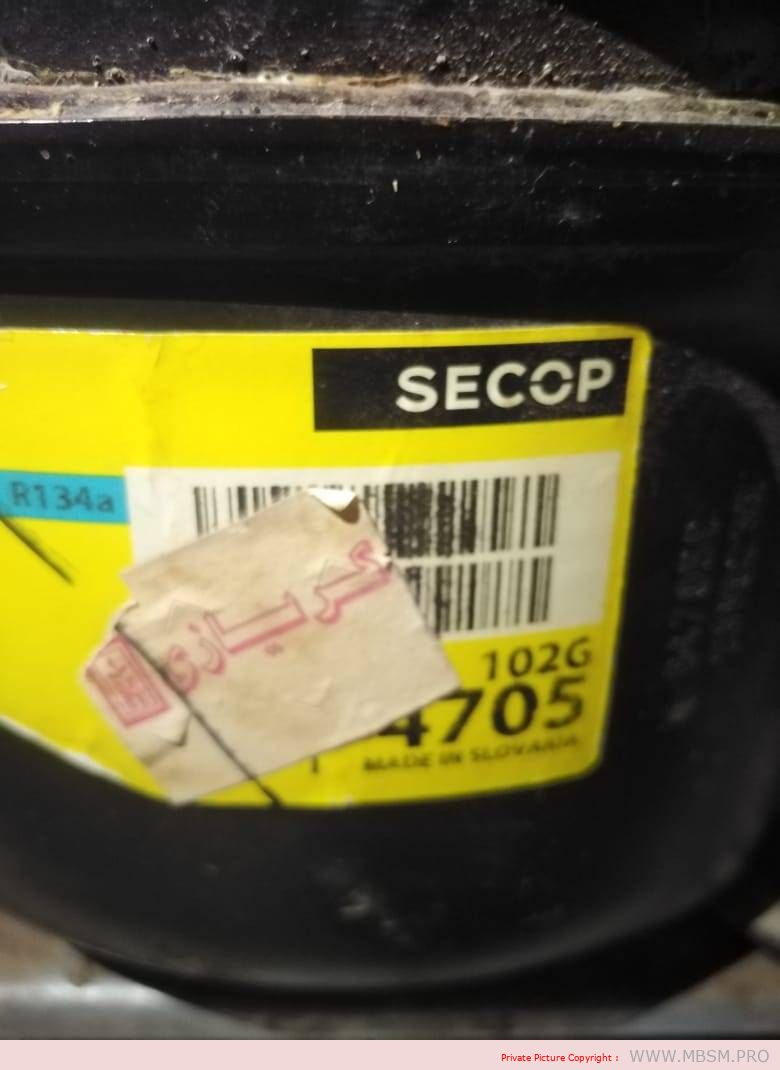 SECOP
R134a
كريازي
102G
4705
MADE IN SLOVAKIA
Private Picture Copyright : WWW.MBSM.PRO